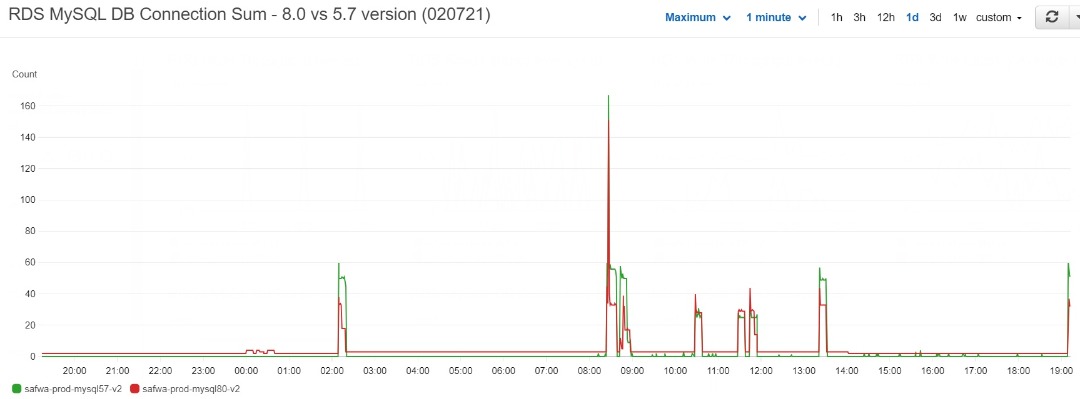 RDS MySQL DB Connection Sum - 8.0 vs 5.7 version (020721)
Maximum 1 minute 1h 3h 12h 1d 3d 1w custom
Count
160
140
120
100
80
60
40
20
0
20:00 21:00 22:00 23:00 00:00 01:00 02:00 03:00 04:00 05:00 06:00 07:00 08:00 09:00 10:00 11:00 12:00 13:00 14:00 15:00 16:00 17:00 18:00 19:00
safwa-prod-mysql57-v2 safwa-prod-mysql80-v2